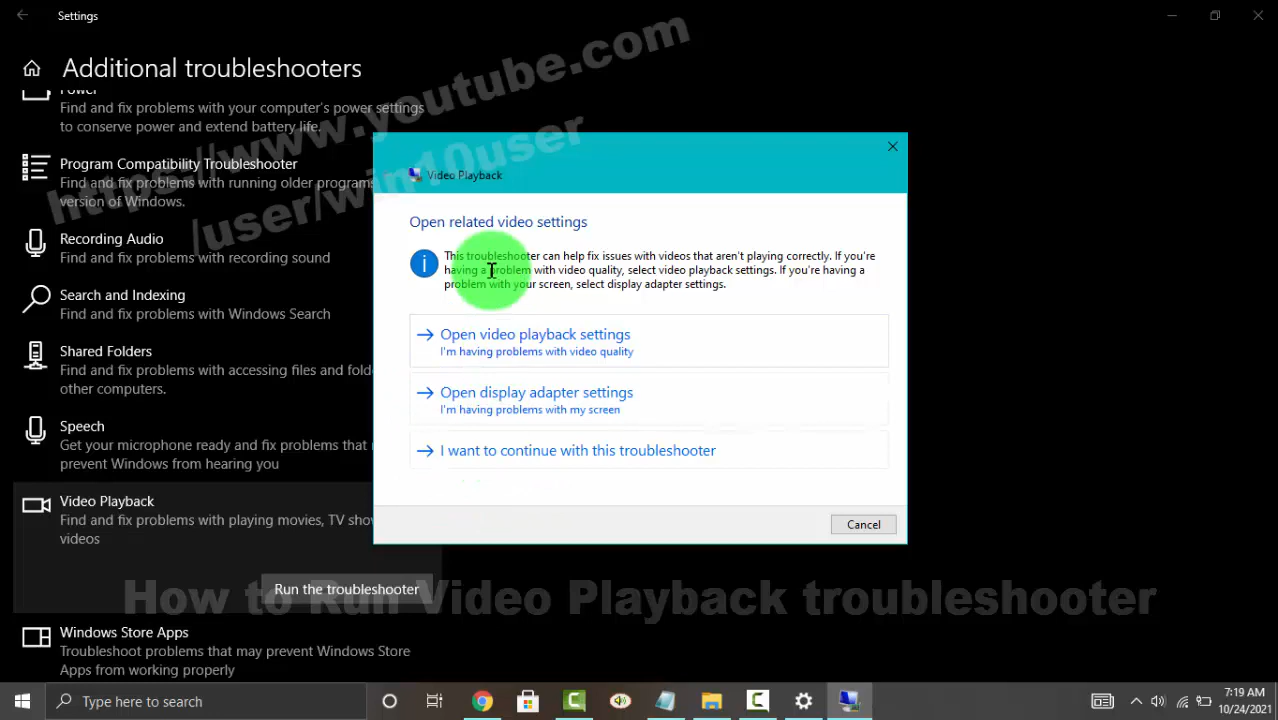 Settings
Additional troubleshooters
Power
Find and fix problems with your computer's power settings
to conserve power and extend battery life.
Program Compatibility Troubleshooter
Find and fix problems with running older programs
version of Windows.
Recording Audio
Find and fix problems with recording sound
Search and Indexing
Find and fix problems with Windows Search
Shared Folders
Find and fix problems with accessing files and folde
other computers.
Speech
Get your microphone ready and fix problems that m
prevent Windows from hearing you
Video Playback
Find and fix problems with playing movies, TV show
videos
Run the troubleshooter
Windows Store Apps
Troubleshoot problems that may prevent Windows Store
Apps from working properly
https://www.youtube.com
/user/win10user
Video Playback
Open related video settings
This troubleshooter can help fix issues with videos that aren't playing correctly. If you're
having a problem with video quality, select video playback settings. If you're having a
problem with your screen, select display adapter settings.
Open video playback settings
I'm having problems with video quality
Open display adapter settings
I'm having problems with my screen
I want to continue with this troubleshooter
Cancel
How to Run Video Playback troubleshooter
Type here to search
7:19 AM
10/24/2021